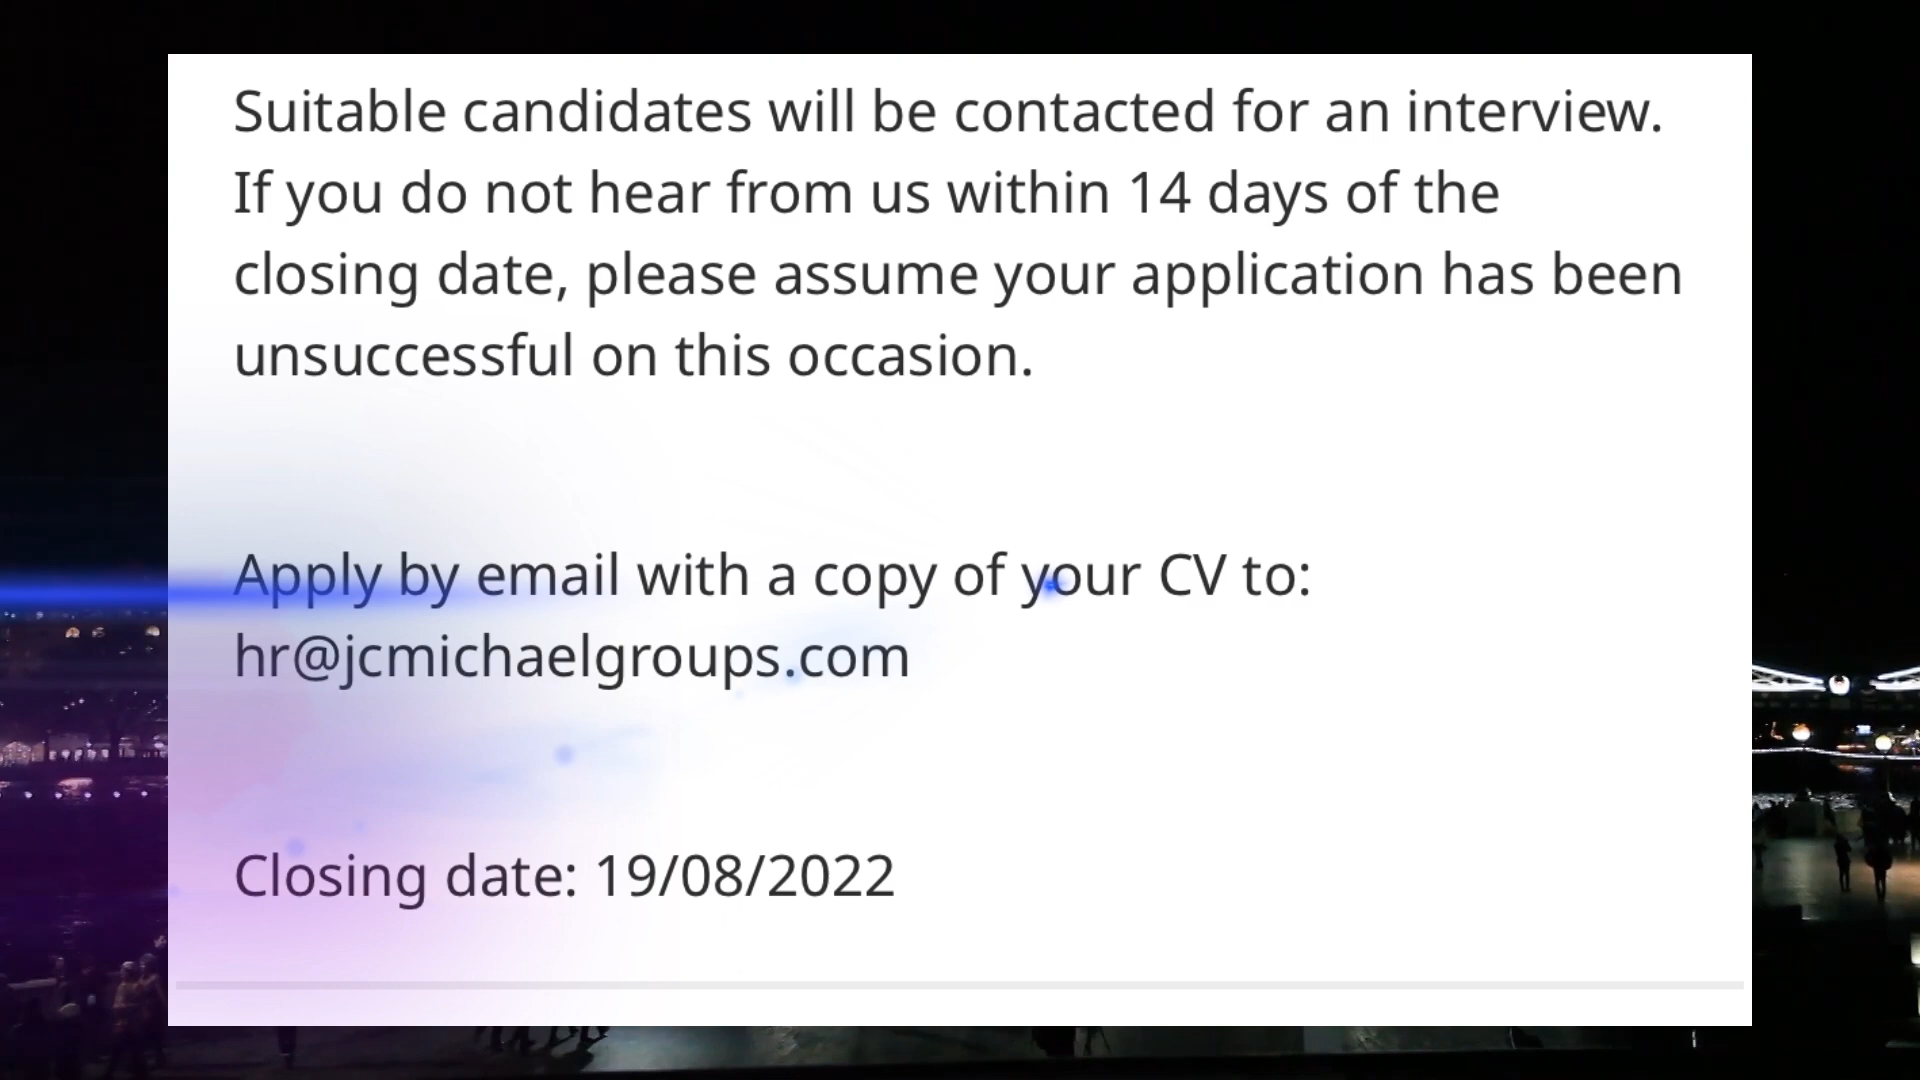 Suitable candidates will be contacted for an interview.
If you do not hear from us within 14 days of the
closing date, please assume your application has been
unsuccessful on this occasion.
Apply by email with a copy of your CV to:
hr@jcmichaelgroups.com
Closing date: 19/08/2022